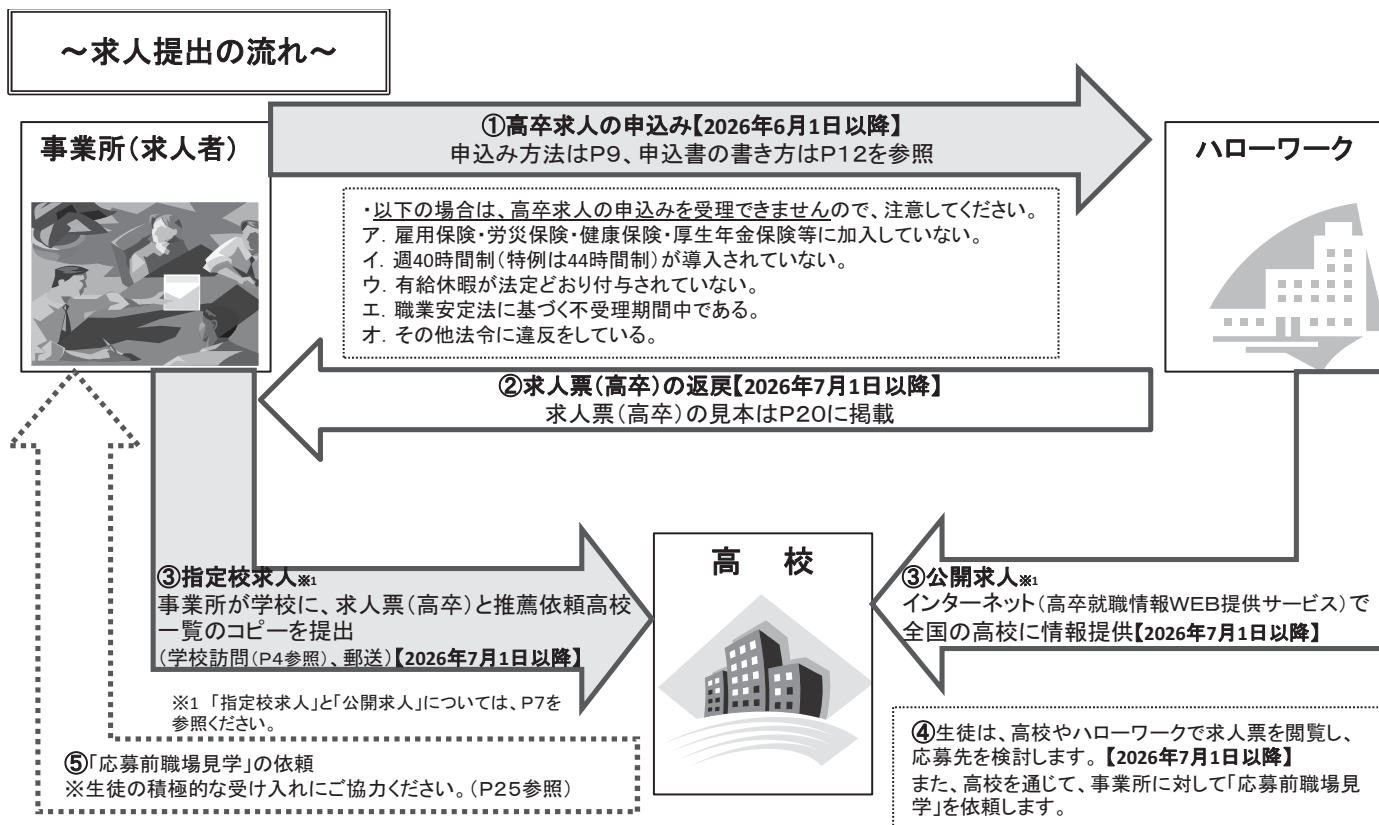 ～求人提出の流れ～
事業所(求人者)
①高卒求人の申込み【2026年6月1日以降】
申込み方法はP9、申込書の書き方はP12を参照
ハローワーク
・以下の場合は、高卒求人の申込みを受理できませんので、注意してください。
ア．雇用保険・労災保険・健康保険・厚生年金保険等に加入していない。
イ．週40時間制(特例は44時間制)が導入されていない。
ウ．有給休暇が法定どおり付与されていない。
エ．職業安定法に基づく不受理期間中である。
オ．その他法令に違反をしている。
②求人票(高卒)の返戻【2026年7月1日以降】
求人票(高卒)の見本はP20に掲載
③指定校求人※1
事業所が学校に、求人票(高卒)と推薦依頼高校
一覧のコピーを提出
(学校訪問(P4参照)、郵送)【2026年7月1日以降】
※1 「指定校求人」と「公開求人」については、P7を
参照ください。
高　校
③公開求人※1
インターネット(高卒就職情報WEB提供サービス)で
全国の高校に情報提供【2026年7月1日以降】
④生徒は、高校やハローワークで求人票を閲覧し、
応募先を検討します。【2026年7月1日以降】
また、高校を通じて、事業所に対して「応募前職場見
学」を依頼します。
⑤「応募前職場見学」の依頼
※生徒の積極的な受け入れにご協力ください。(P25参照)